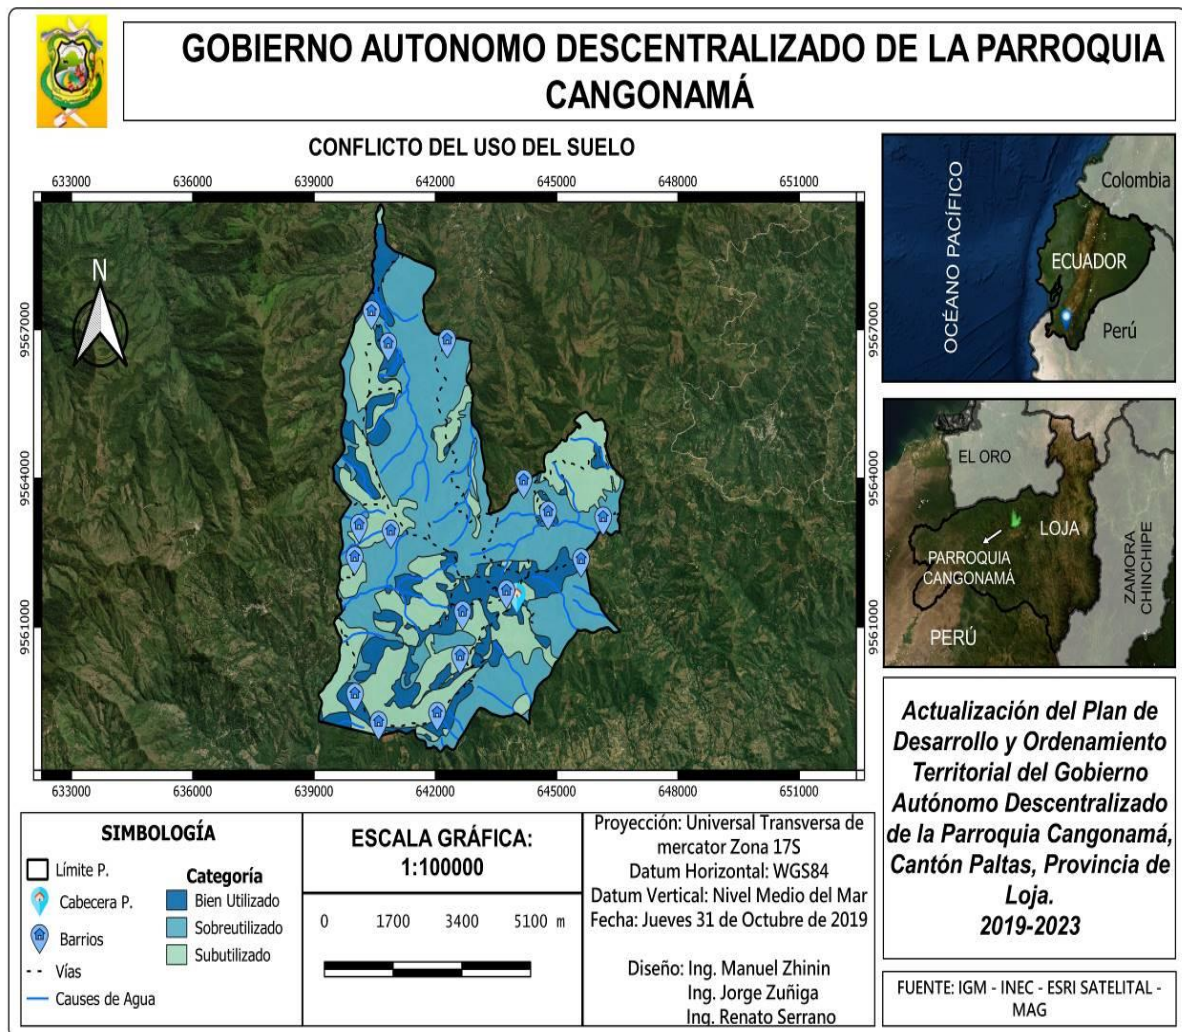 GOBIERNO AUTONOMO DESCENTRALIZADO DE LA PARROQUIA
CANGONAMÁ
CONFLICTO DEL USO DEL SUELO
633000 636000 639000 642000 645000 648000 651000
9567000
9564000
9561000
N
9567000
9564000
9561000
633000 636000 639000 642000 645000 648000 651000
OCÉANO PACÍFICO
Colombia
ECUADOR
Perú
EL ORO
LOJA
PARROQUIA
CANGONAMÁ
ZAMORA
CHINCHIPE
PERÚ
SIMBOLOGÍA
Límite P.
Cabecera P.
Barrios
Vías
Causes de Agua
Categoría
Bien Utilizado
Sobreutilizado
Subutilizado
ESCALA GRÁFICA:
1:100000
0 1700 3400 5100 m
Proyección: Universal Transversa de
mercator Zona 17S
Datum Horizontal: WGS84
Datum Vertical: Nivel Medio del Mar
Fecha: Jueves 31 de Octubre de 2019
Diseño: Ing. Manuel Zhinin
Ing. Jorge Zuñiga
Ing. Renato Serrano
Actualización del Plan de
Desarrollo y Ordenamiento
Territorial del Gobierno
Autónomo Descentralizado
de la Parroquia Cangonamá,
Cantón Paltas, Provincia de
Loja.
2019-2023
FUENTE: IGM - INEC - ESRI SATELITAL -
MAG